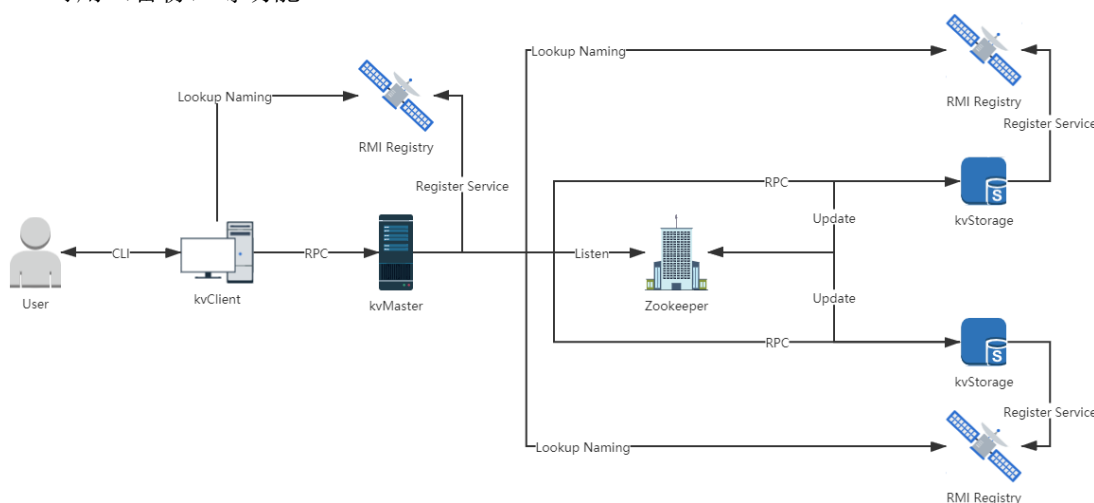 Lookup Naming
RMI Registry
Register Service
Lookup Naming
RMI Registry
Register Service
RPC
kvStorage
Update
User
CLI
kvClient
RPC
kvMaster
Listen
Zookeeper
Update
RPC
kvStorage
Register Service
Lookup Naming
RMI Registry